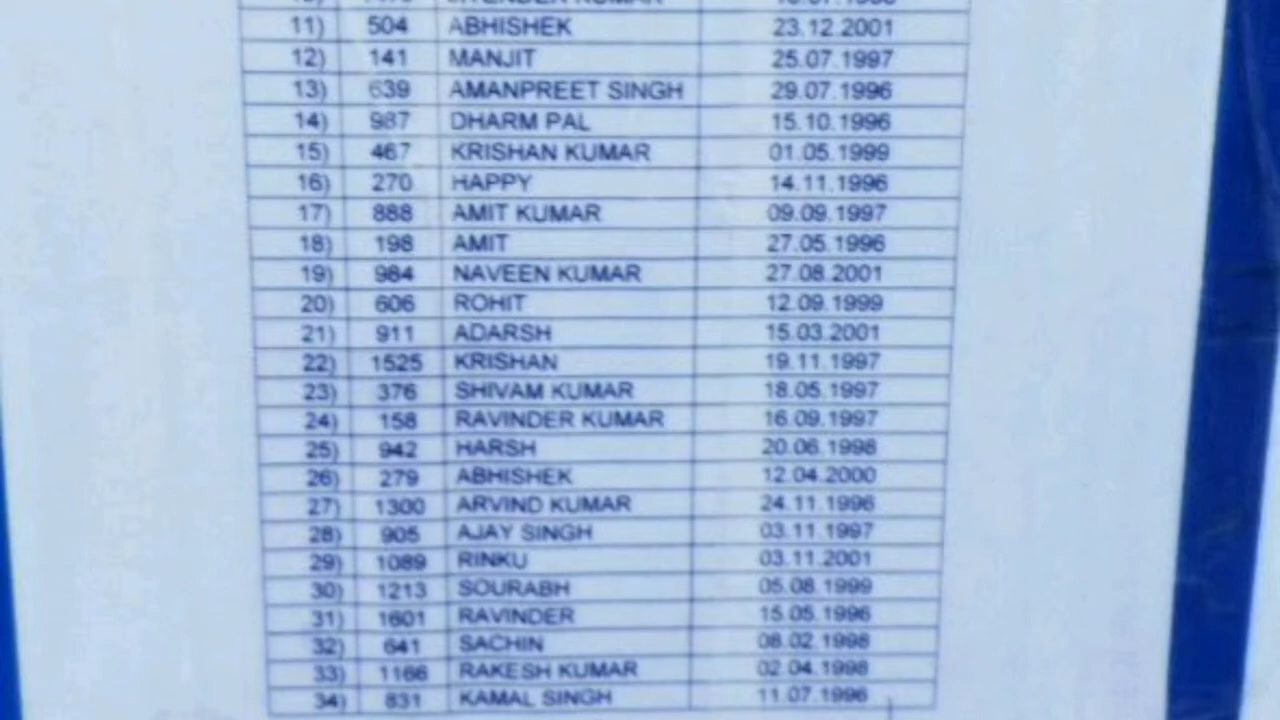 KUMAR
11) 504 ABHISHEK 23.12.2001
12) 141 MANJIT 25.07.1997
13) 639 AMANPREET SINGH 29.07.1996
14) 987 DHARM PAL 15.10.1996
15) 467 KRISHAN KUMAR 01.05.1999
16) 270 HAPPY 14.11.1996
17) 888 AMIT KUMAR 09.09.1997
18) 198 AMIT 27.05.1996
19) 984 NAVEEN KUMAR 27.08.2001
20) 606 ROHIT 12.09.1999
21) 911 ADARSH 15.03.2001
22) 1525 KRISHAN 19.11.1997
23) 376 SHIVAM KUMAR 18.05.1997
24) 158 RAVINDER KUMAR 16.09.1997
25) 942 HARSH 20.06.1998
26) 279 ABHISHEK 12.04.2000
27) 1300 ARVIND KUMAR 24.11.1996
28) 905 AJAY SINGH 03.11.1997
29) 1089 RINKU 03.11.2001
30) 1213 SOURABH 05.08.1999
31) 1601 RAVINDER 15.05.1996
32) 641 SACHIN 08.02.1998
33) 1166 RAKESH KUMAR 02.04.1998
34) 831 KAMAL SINGH 11.07.1996